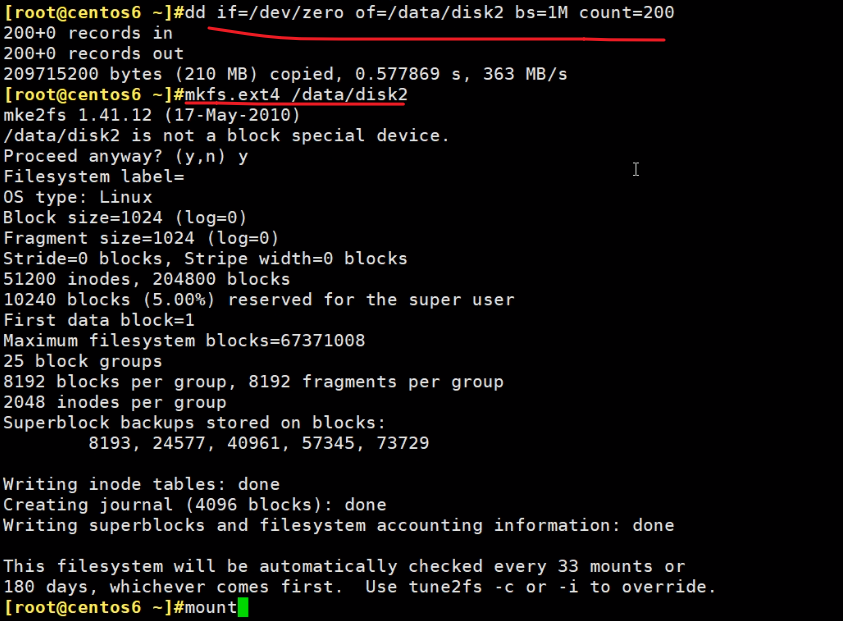 [root@centos6 ~]#dd if=/dev/zero of=/data/disk2 bs=1M count=200
200+0 records in
200+0 records out
209715200 bytes (210 MB) copied, 0.577869 s, 363 MB/s
[root@centos6 ~]#mkfs.ext4 /data/disk2
mke2fs 1.41.12 (17-May-2010)
/data/disk2 is not a block special device.
Proceed anyway? (y,n) y
Filesystem label=
OS type: Linux
Block size=1024 (log=0)
Fragment size=1024 (log=0)
Stride=0 blocks, Stripe width=0 blocks
51200 inodes, 204800 blocks
10240 blocks (5.00%) reserved for the super user
First data block=1
Maximum filesystem blocks=67371008
25 block groups
8192 blocks per group, 8192 fragments per group
2048 inodes per group
Superblock backups stored on blocks:
        8193, 24577, 40961, 57345, 73729

Writing inode tables: done
Creating journal (4096 blocks): done
Writing superblocks and filesystem accounting information: done

This filesystem will be automatically checked every 33 mounts or
180 days, whichever comes first.  Use tune2fs -c or -i to override.
[root@centos6 ~]#mount